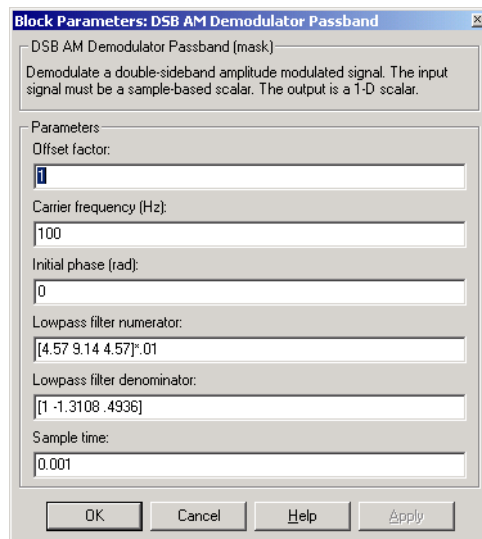 Block Parameters: DSB AM Demodulator Passband
DSB AM Demodulator Passband (mask)
Demodulate a double-sideband amplitude modulated signal. The input
signal must be a sample-based scalar. The output is a 1-D scalar.
Parameters
Offset factor:
1
Carrier frequency (Hz):
100
Initial phase (rad):
0
Lowpass filter numerator:
[4.57 9.14 4.57]*.01
Lowpass filter denominator:
[1 -1.3108 .4936]
Sample time:
0.001
OK Cancel Help Apply